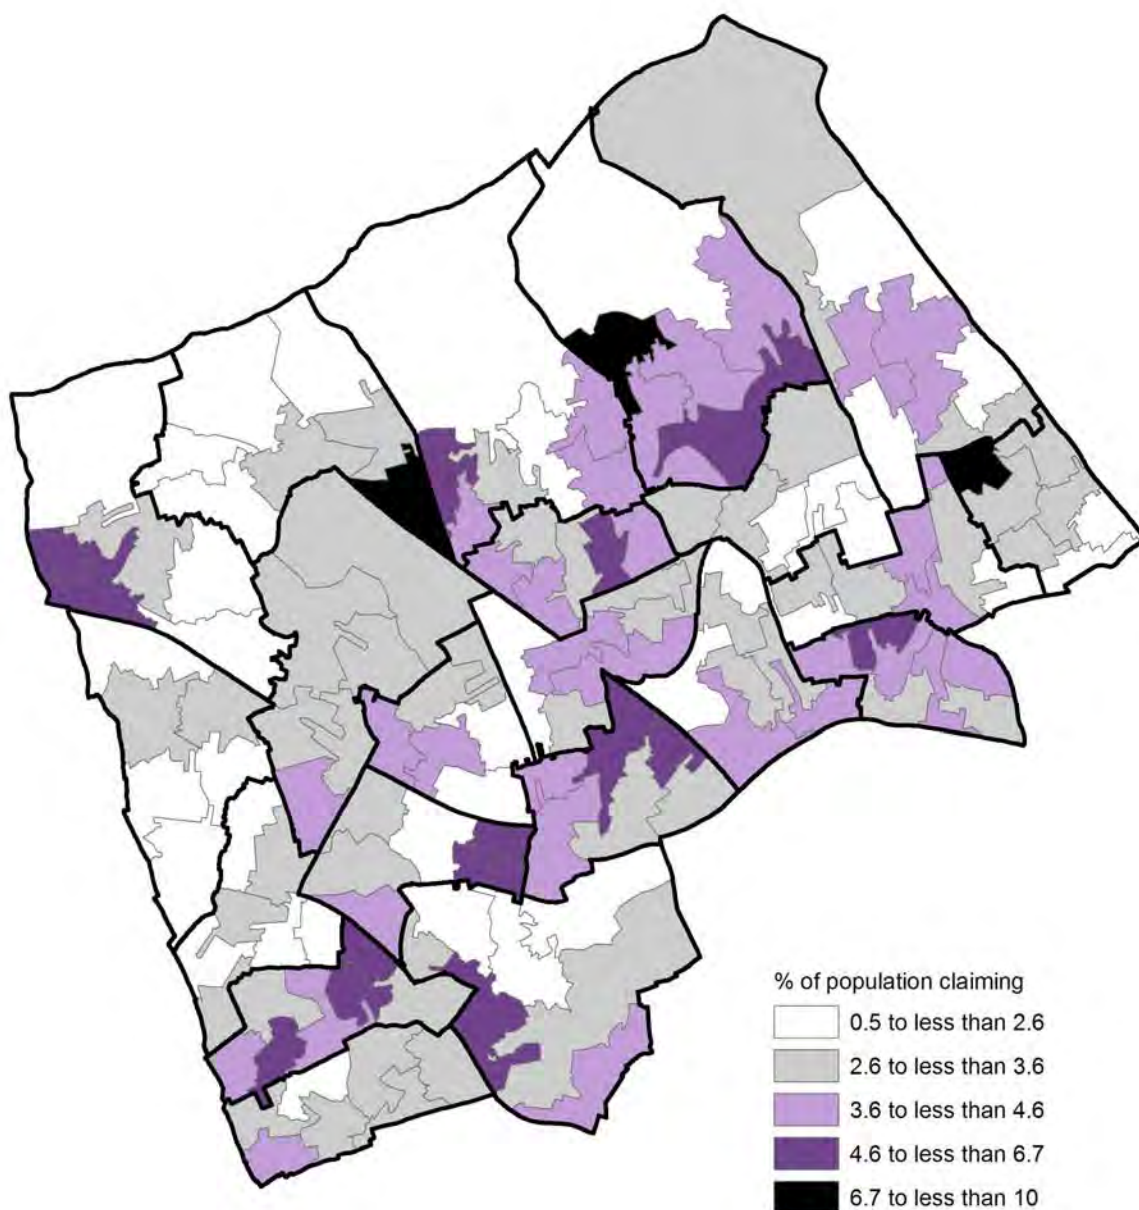 % of population claiming
0.5 to less than 2.6
2.6 to less than 3.6
3.6 to less than 4.6
4.6 to less than 6.7
6.7 to less than 10